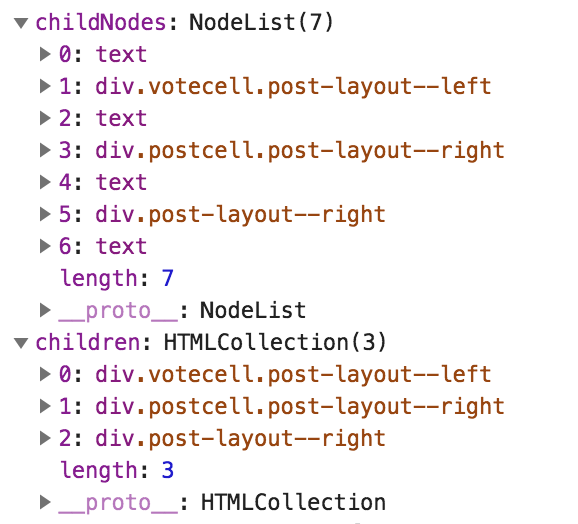 childNodes: NodeList(7)
0: text
1: div.votecell.post-layout--left
2: text
3: div.postcell.post-layout--right
4: text
5: div.post-layout--right
6: text
length: 7
__proto__: NodeList
children: HTMLCollection(3)
0: div.votecell.post-layout--left
1: div.postcell.post-layout--right
2: div.post-layout--right
length: 3
__proto__: HTMLCollection